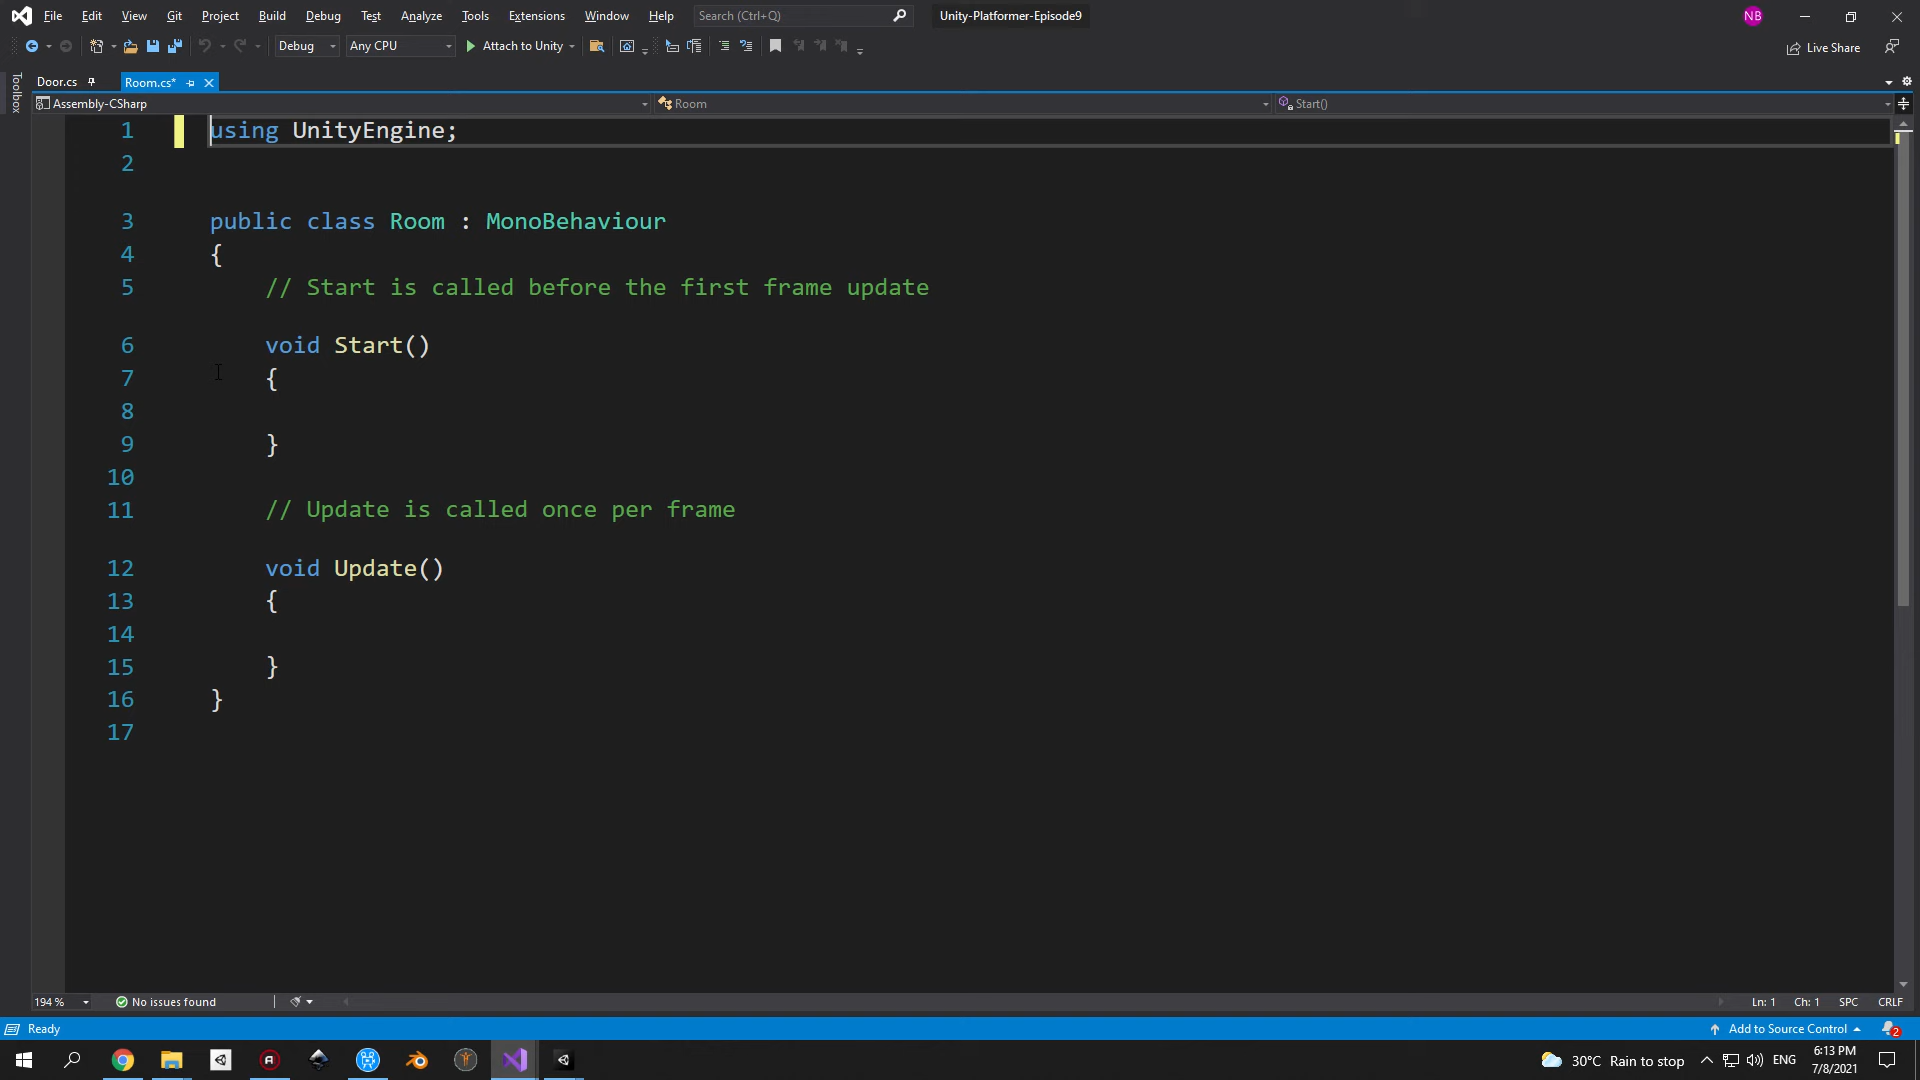 File Edit View Git Project Build Debug Test Analyze Tools Extensions Window Help Search (Ctrl+Q) Unity-Platformer-Episode9 NB
Debug Any CPU Attach to Unity Live Share
Toolbox
Door.cs Room.cs*
Assembly-CSharp Room Start()
1 using UnityEngine;
2
3 public class Room : MonoBehaviour
4 {
5 // Start is called before the first frame update
6 void Start()
7 {
8
9 }
10
11 // Update is called once per frame
12 void Update()
13 {
14
15 }
16 }
17
194 % No issues found Ln: 1 Ch: 1 SPC CRLF
Ready Add to Source Control 2
30°C Rain to stop ENG 6:13 PM
7/8/2021